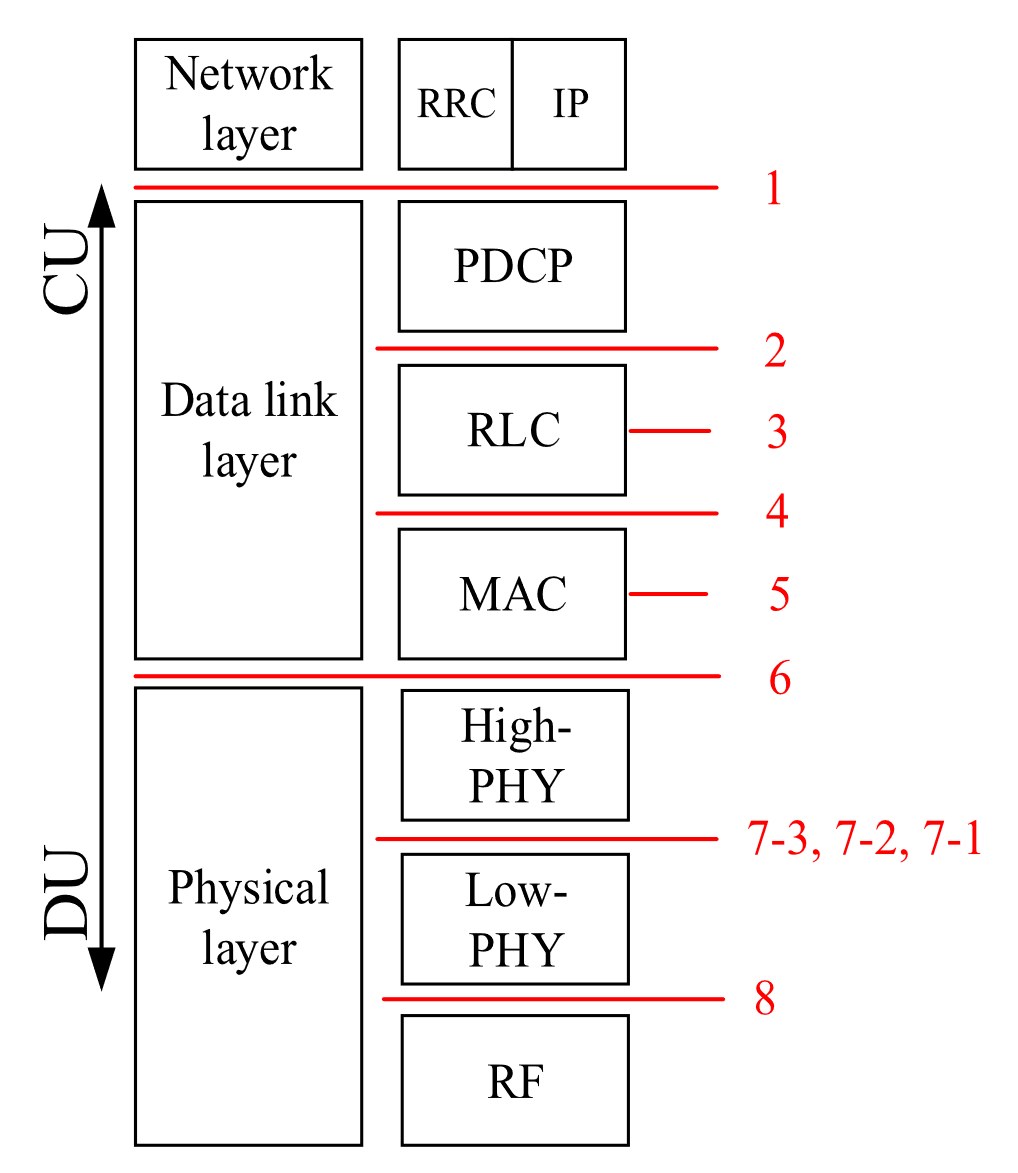 Network
layer
RRC
IP
1
CU
PDCP
2
Data link
layer
RLC
3
4
MAC
5
6
High-
PHY
7-3, 7-2, 7-1
DU
Physical
layer
Low-
PHY
8
RF